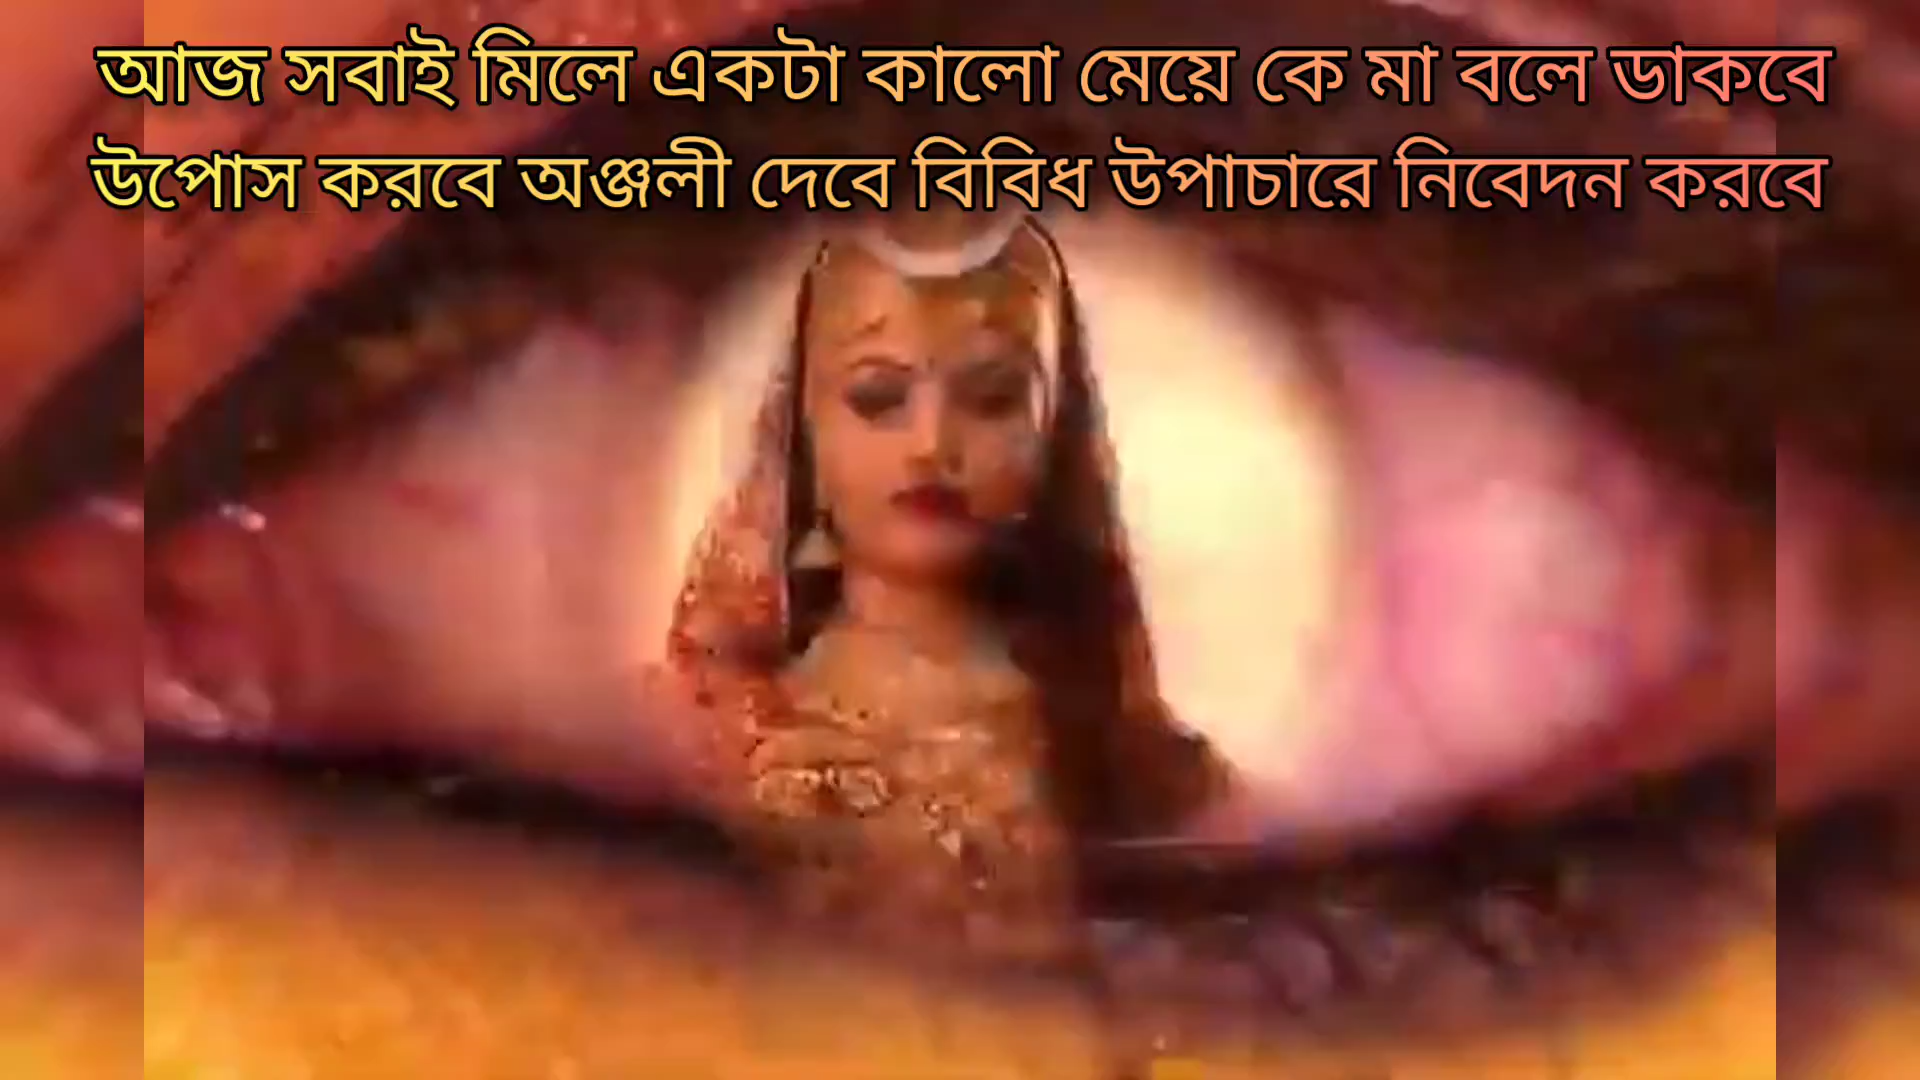 আজ সবাই মিলে একটা কালো মেয়ে কে মা বলে ডাকবে
উপোস করবে অঞ্জলী দেবে বিবিধ উপাচারে নিবেদন করবে